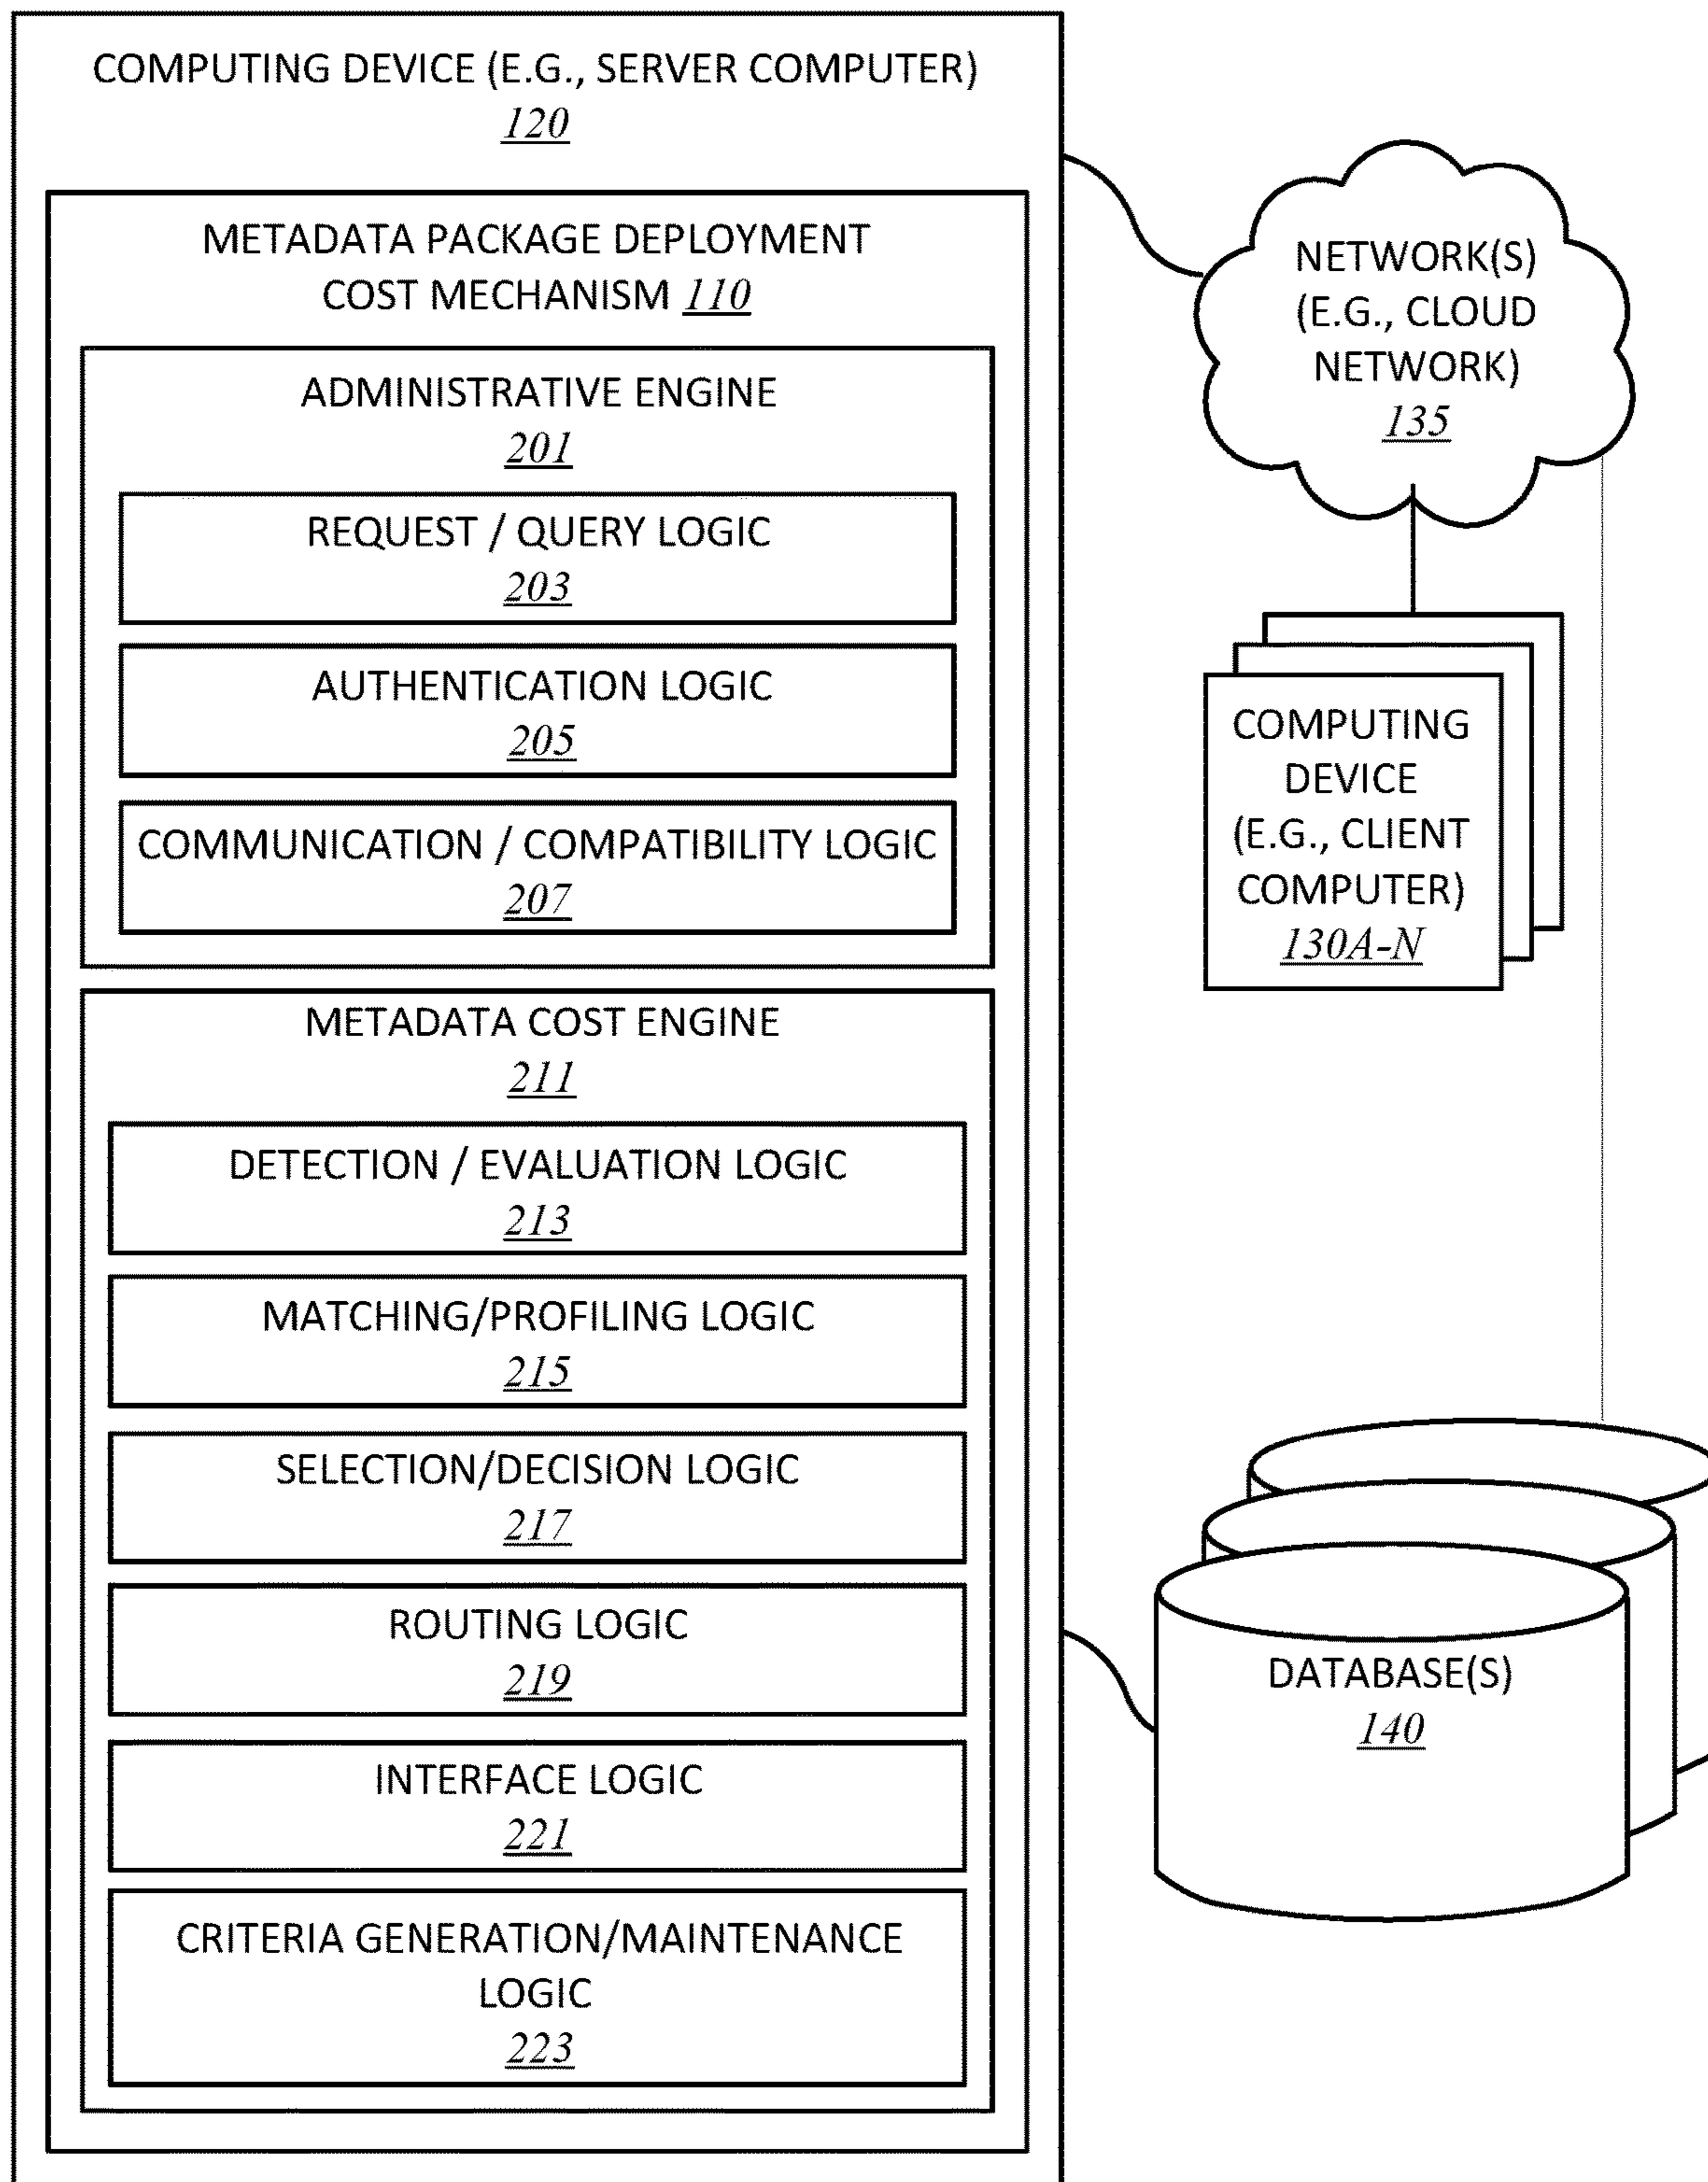 COMPUTING DEVICE (E.G., SERVER COMPUTER)
120
METADATA PACKAGE DEPLOYMENT
COST MECHANISM 110
ADMINISTRATIVE ENGINE
201
REQUEST / QUERY LOGIC
203
AUTHENTICATION LOGIC
205
COMMUNICATION / COMPATIBILITY LOGIC
207
METADATA COST ENGINE
211
DETECTION / EVALUATION LOGIC
213
MATCHING/PROFILING LOGIC
215
SELECTION/DECISION LOGIC
217
ROUTING LOGIC
219
INTERFACE LOGIC
221
CRITERIA GENERATION/MAINTENANCE
LOGIC
223
NETWORK(S)
(E.G., CLOUD
NETWORK)
135
COMPUTING
DEVICE
(E.G., CLIENT
COMPUTER)
130A-N
DATABASE(S)
140